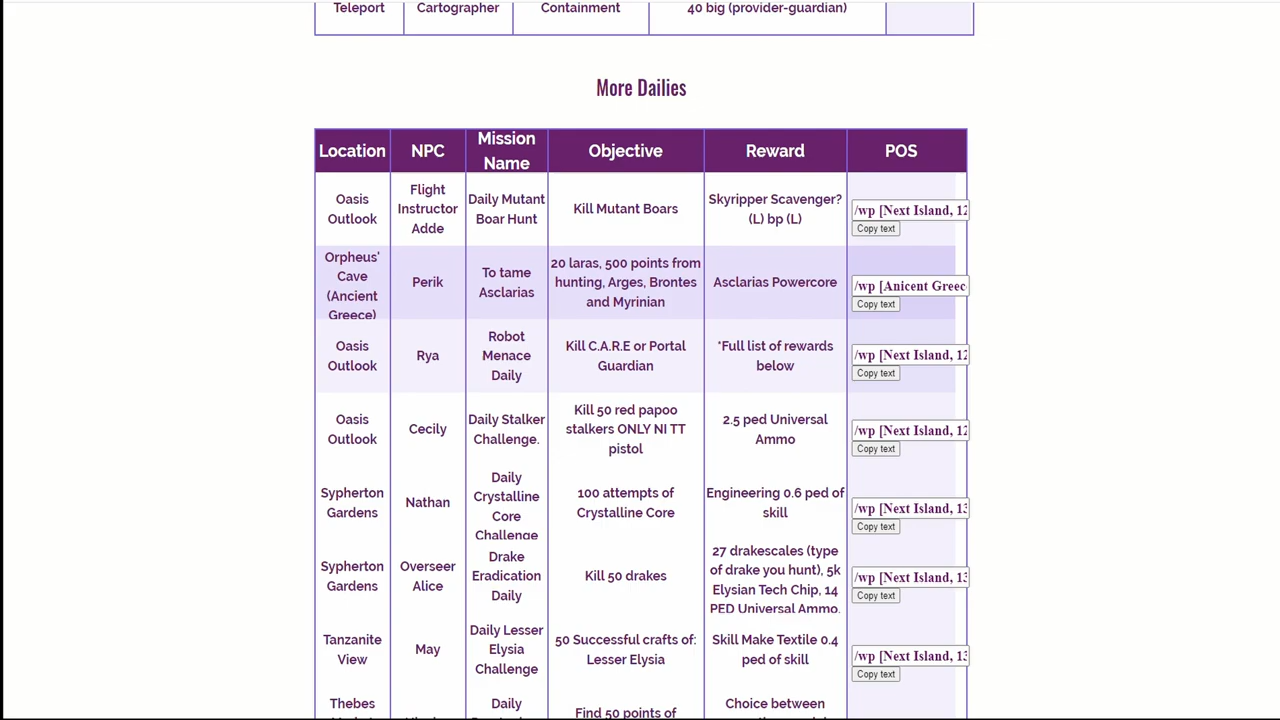 Teleport Cartographer Containment 40 big (provider-guardian)
More Dailies
Location NPC Mission Name Objective Reward POS
Oasis Outlook
Flight Instructor Adde
Daily Mutant Boar Hunt
Kill Mutant Boars
Skyripper Scavenger? (L) bp (L)
/wp [Next Island, 12
Copy text
Orpheus' Cave (Ancient Greece)
Perik
To tame Asclarias
20 laras, 500 points from hunting, Arges, Brontes and Myrinian
Asclarias Powercore
/wp [Anicent Greec
Copy text
Oasis Outlook
Rya
Robot Menace Daily
Kill C.A.R.E or Portal Guardian
*Full list of rewards below
/wp [Next Island, 12
Copy text
Oasis Outlook
Cecily
Daily Stalker Challenge.
Kill 50 red papoo stalkers ONLY NI TT pistol
2.5 ped Universal Ammo
/wp [Next Island, 12
Copy text
Sypherton Gardens
Nathan
Daily Crystalline Core Challenge
100 attempts of Crystalline Core
Engineering 0.6 ped of skill
/wp [Next Island, 13
Copy text
Sypherton Gardens
Overseer Alice
Drake Eradication Daily
Kill 50 drakes
27 drakescales (type of drake you hunt), 5k Elysian Tech Chip, 14 PED Universal Ammo.
/wp [Next Island, 13
Copy text
Tanzanite View
May
Daily Lesser Elysia Challenge
50 Successful crafts of: Lesser Elysia
Skill Make Textile 0.4 ped of skill
/wp [Next Island, 13
Copy text
Thebes
Daily
Find 50 points of
Choice between